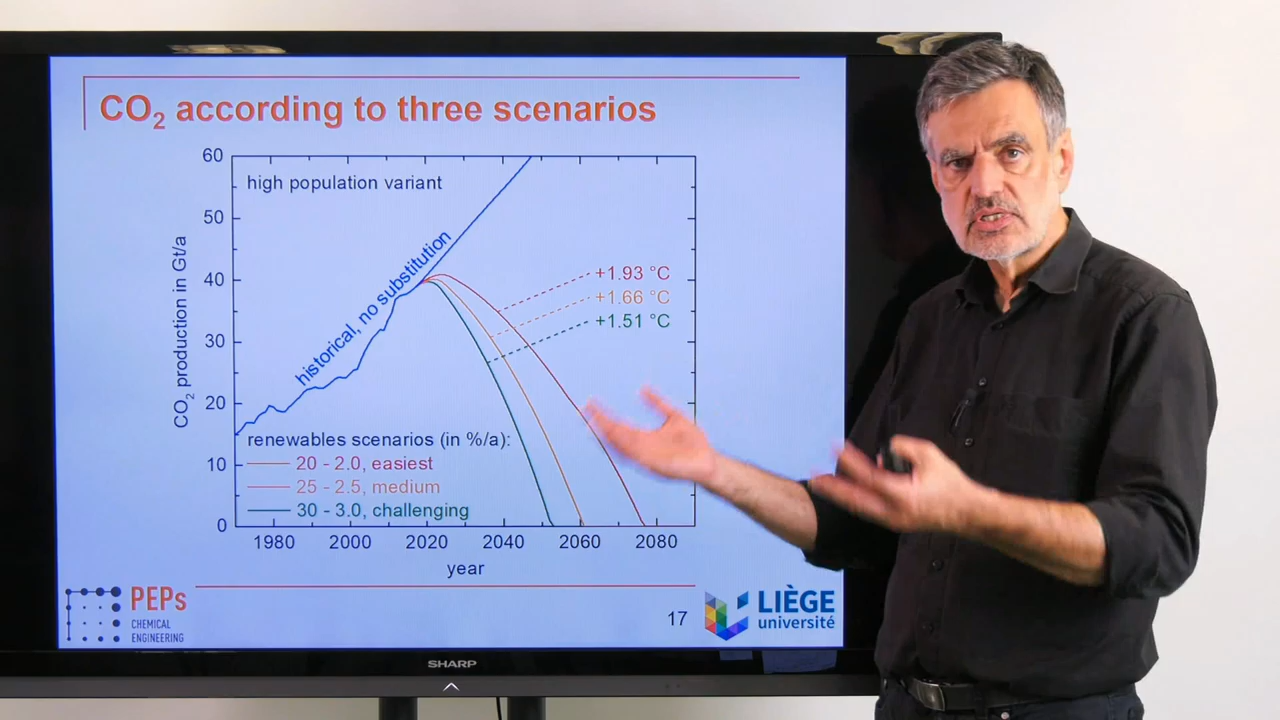 CO₂ according to three scenarios
60
high population variant
50
40
30
20
10
0
CO₂ production in Gt/a
historical, no substitution
+1.93 °C
+1.66 °C
+1.51 °C
renewables scenarios (in %/a):
20 - 2.0, easiest
25 - 2.5, medium
30 - 3.0, challenging
1980 2000 2020 2040 2060 2080
year
PEPs
CHEMICAL
ENGINEERING
17
LIÈGE
université
SHARP